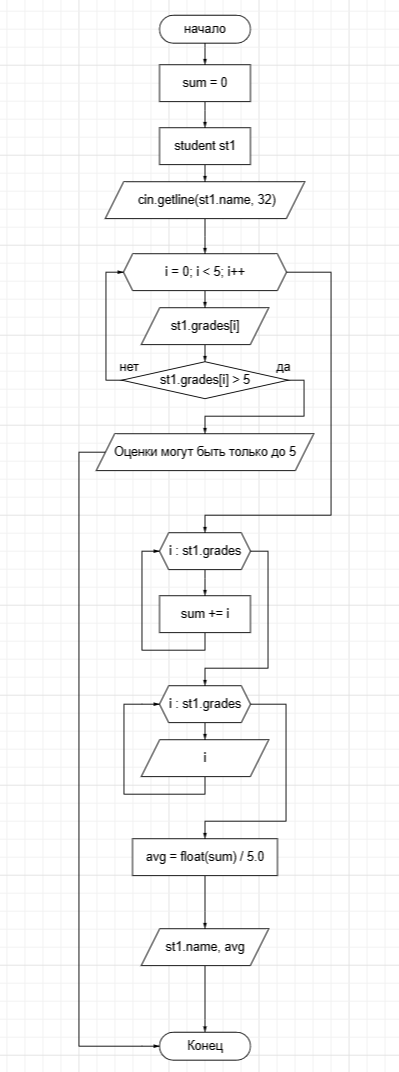 начало
sum = 0
student st1
cin.getline(st1.name, 32)
i = 0; i < 5; i++
st1.grades[i]
нет
да
st1.grades[i] > 5
Оценки могут быть только до 5
i : st1.grades
sum += i
i : st1.grades
i
avg = float(sum) / 5.0
st1.name, avg
Конец